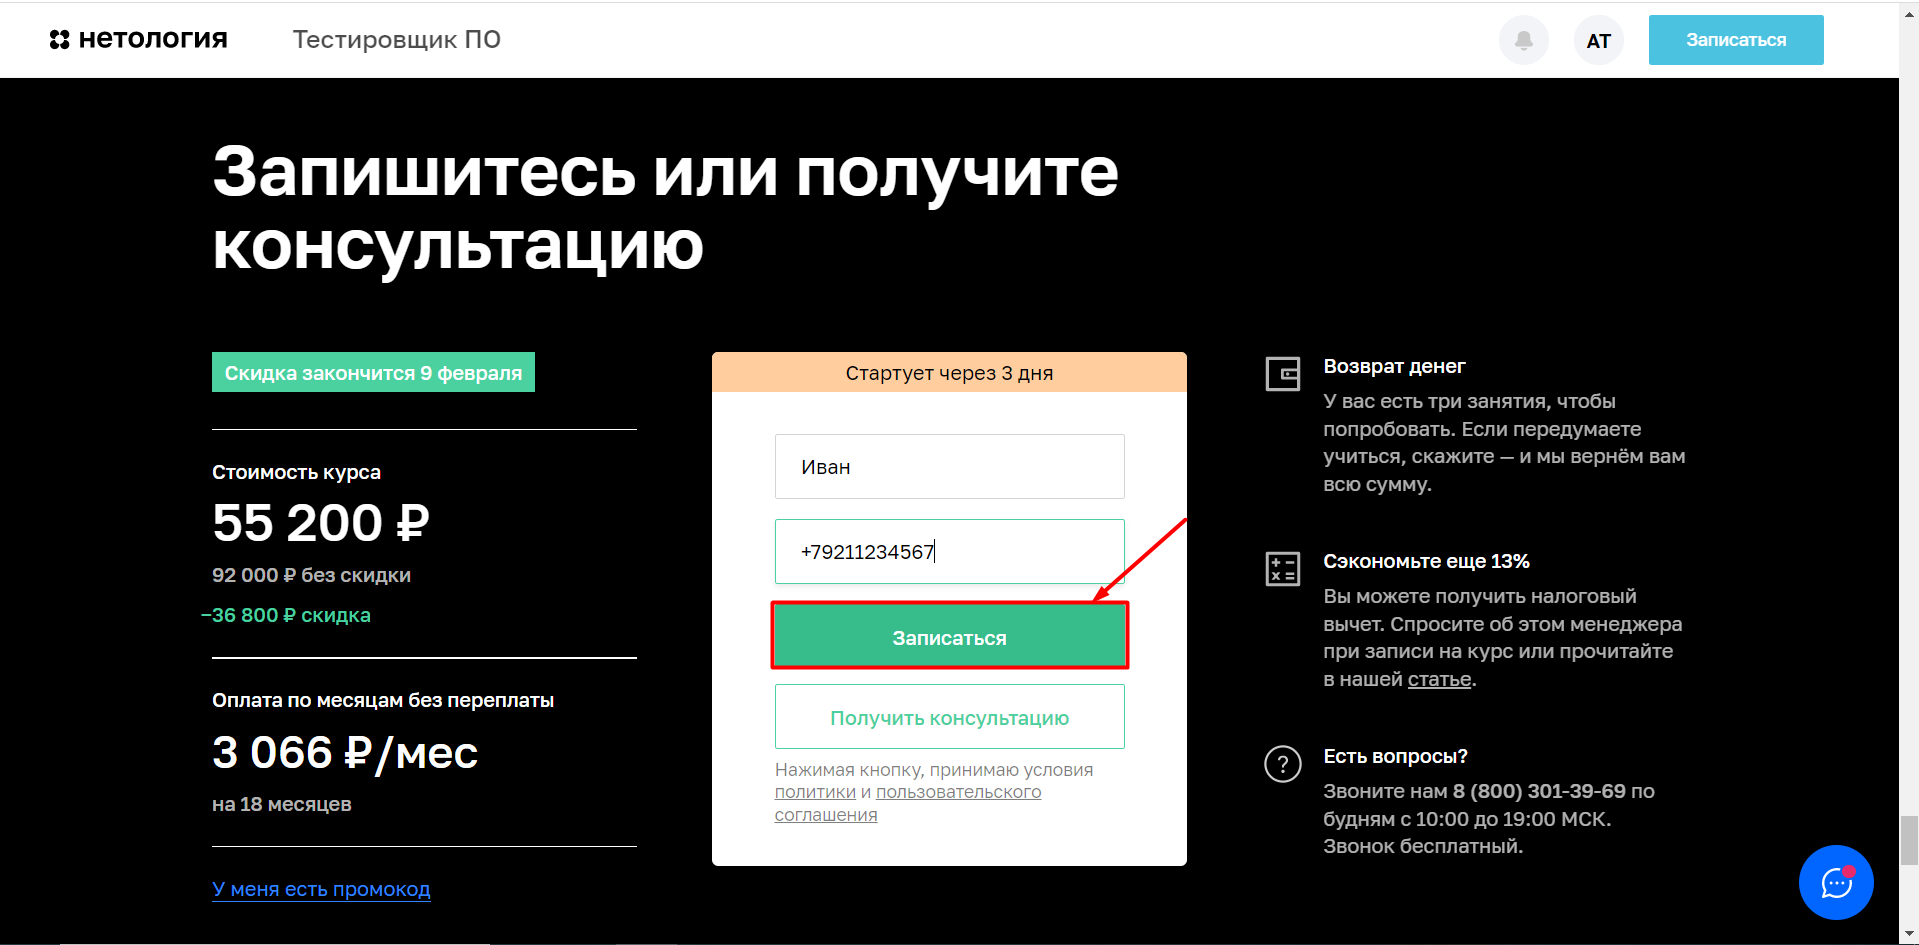 нетология
Тестировщик ПО
АТ
Записаться
Запишитесь или получите
консультацию
Скидка закончится 9 февраля
Стоимость курса
55 200 ₽
92 000 ₽ без скидки
−36 800 ₽ скидка
Оплата по месяцам без переплаты
3 066 ₽/мес
на 18 месяцев
У меня есть промокод
Стартует через 3 дня
Иван
+79211234567
Записаться
Получить консультацию
Нажимая кнопку, принимаю условия
политики и пользовательского
соглашения
Возврат денег
У вас есть три занятия, чтобы
попробовать. Если передумаете
учиться, скажите — и мы вернём вам
всю сумму.
Сэкономьте еще 13%
Вы можете получить налоговый
вычет. Спросите об этом менеджера
при записи на курс или прочитайте
в нашей статье.
Есть вопросы?
Звоните нам 8 (800) 301-39-69 по
будням с 10:00 до 19:00 МСК.
Звонок бесплатный.